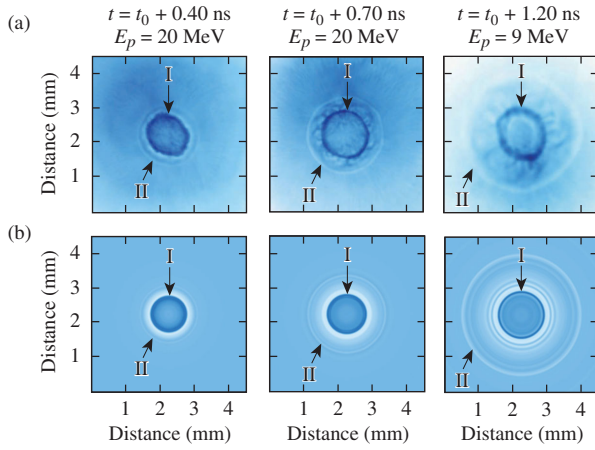 t = t0 + 0.40 ns t = t0 + 0.70 ns t = t0 + 1.20 ns
(a) Ep = 20 MeV Ep = 20 MeV Ep = 9 MeV
Distance (mm)
4
3
2
1
I
II
I
II
I
II
(b)
Distance (mm)
4
3
2
1
I
II
I
II
I
II
1 2 3 4 1 2 3 4 1 2 3 4
Distance (mm) Distance (mm) Distance (mm)